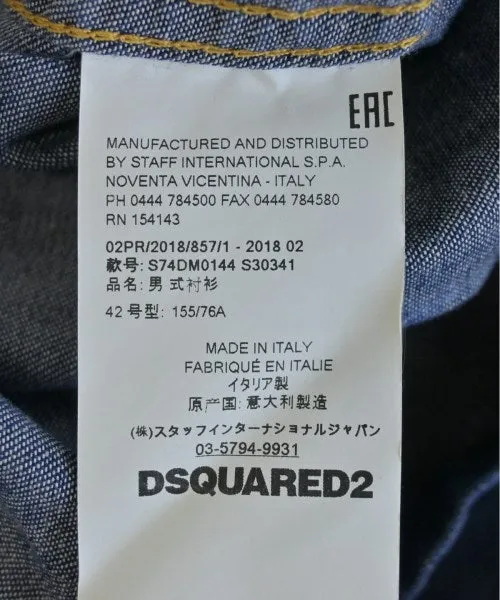 EAC
MANUFACTURED AND DISTRIBUTED
BY STAFF INTERNATIONAL S.P.A.
NOVENTA VICENTINA - ITALY
PH 0444 784500 FAX 0444 784580
RN 154143
02PR/2018/857/1 - 2018 02
款号: S74DM0144 S30341
品名: 男 式衬衫
42 号型: 155/76A
MADE IN ITALY
FABRIQUÉ EN ITALIE
イタリア製
原产国: 意大利製造
(株)スタッフインターナショナルジャパン
03-5794-9931
DSQUARED2